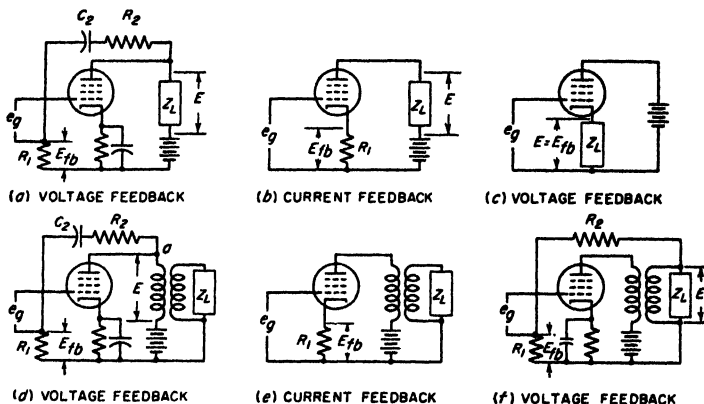 C2 R2
E
ZL
eg
R1 Efb
(a) VOLTAGE FEEDBACK
E
ZL
eg
Efb R1
(b) CURRENT FEEDBACK
eg
E=Efb ZL
(c) VOLTAGE FEEDBACK
C2 R2
a
E
ZL
eg
R1 Efb
(d) VOLTAGE FEEDBACK
ZL
eg
R1 Efb
(e) CURRENT FEEDBACK
R2
ZL E
eg
R1 Efb
(f) VOLTAGE FEEDBACK